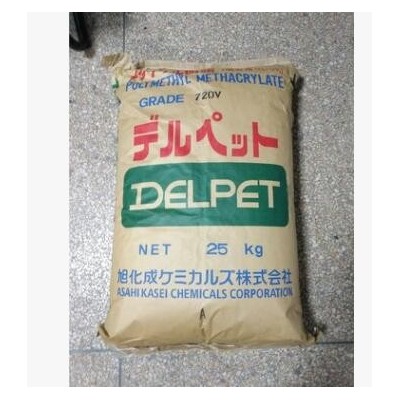 POLYMETHYL METHACRYLATE
GRADE 720V
デルペット
DELPET
NET 25 kg
旭化成ケミカルズ株式会社
ASAHI KASEI CHEMICALS CORPORATION
A